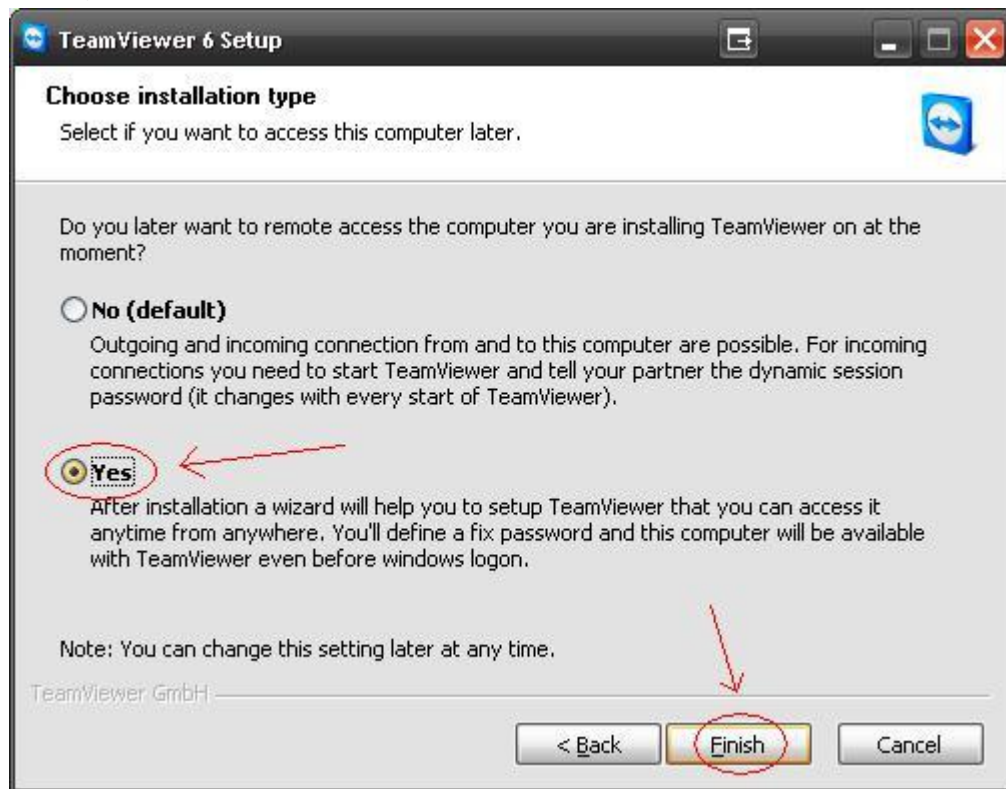 TeamViewer 6 Setup
Choose installation type
Select if you want to access this computer later.
Do you later want to remote access the computer you are installing TeamViewer on at the
moment?
No (default)
Outgoing and incoming connection from and to this computer are possible. For incoming
connections you need to start TeamViewer and tell your partner the dynamic session
password (it changes with every start of TeamViewer).
Yes
After installation a wizard will help you to setup TeamViewer that you can access it
anytime from anywhere. You'll define a fix password and this computer will be available
with TeamViewer even before windows logon.
Note: You can change this setting later at any time.
TeamViewer GmbH
< Back Finish Cancel